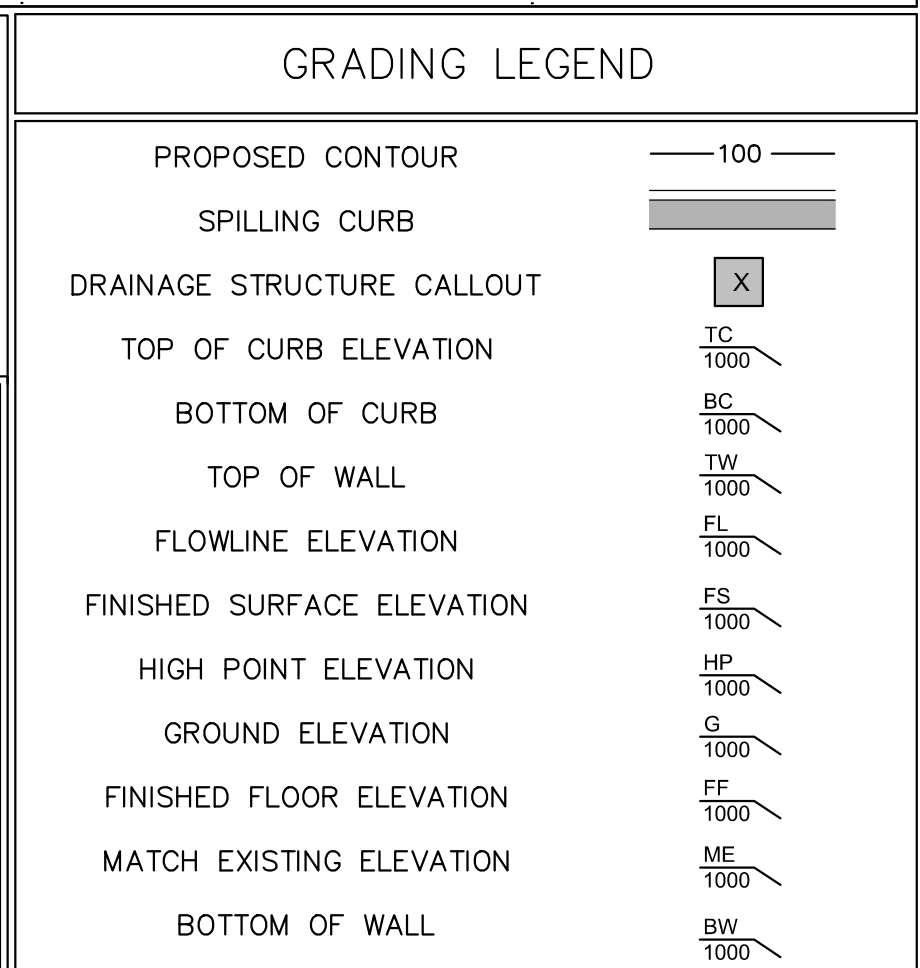 GRADING LEGEND
PROPOSED CONTOUR
100
SPILLING CURB
DRAINAGE STRUCTURE CALLOUT
X
TOP OF CURB ELEVATION
TC
1000
BOTTOM OF CURB
BC
1000
TOP OF WALL
TW
1000
FLOWLINE ELEVATION
FL
1000
FINISHED SURFACE ELEVATION
FS
1000
HIGH POINT ELEVATION
HP
1000
GROUND ELEVATION
G
1000
FINISHED FLOOR ELEVATION
FF
1000
MATCH EXISTING ELEVATION
ME
1000
BOTTOM OF WALL
BW
1000